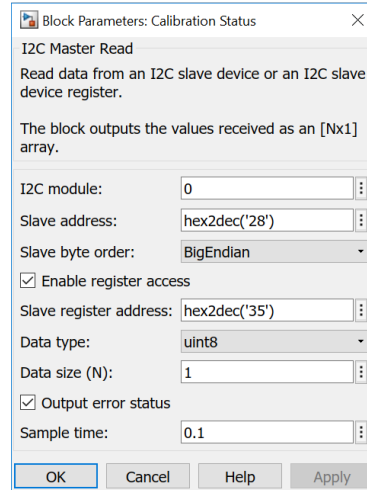 Block Parameters: Calibration Status
I2C Master Read
Read data from an I2C slave device or an I2C slave
device register.
The block outputs the values received as an [Nx1]
array.
I2C module: 0
Slave address: hex2dec('28')
Slave byte order: BigEndian
Enable register access
Slave register address: hex2dec('35')
Data type: uint8
Data size (N): 1
Output error status
Sample time: 0.1
OK Cancel Help Apply